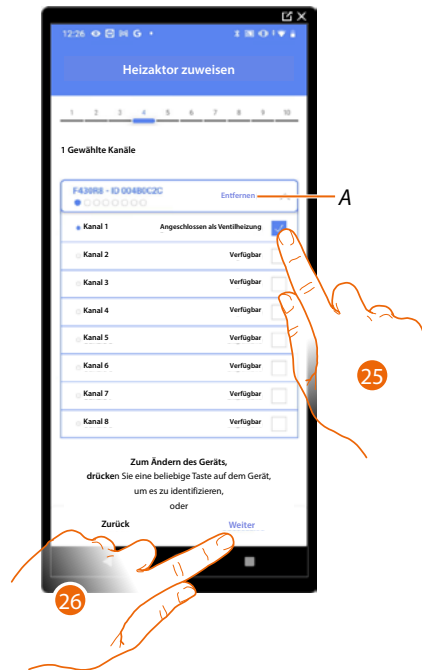 12:26 G
Heizaktor zuweisen
1 2 3 4 5 6 7 8 9 10
1 Gewählte Kanäle
F430R8 - ID 00480C2C Entfernen A
Kanal 1 Angeschlossen als Ventilheizung
Kanal 2 Verfügbar
Kanal 3 Verfügbar
Kanal 4 Verfügbar
Kanal 5 Verfügbar
Kanal 6 Verfügbar
Kanal 7 Verfügbar
Kanal 8 Verfügbar
25
Zum Ändern des Geräts,
drücken Sie eine beliebige Taste auf dem Gerät,
um es zu identifizieren,
oder
Zurück Weiter
26